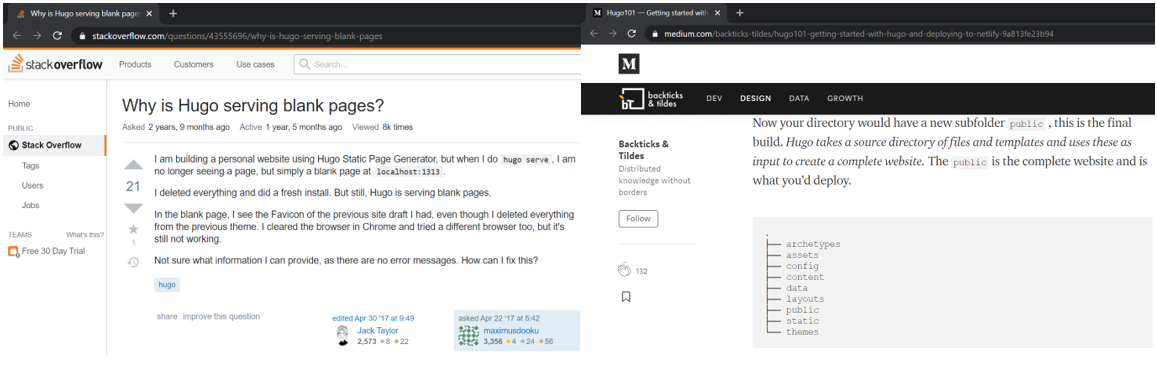 Why is Hugo serving blank page
stackoverflow.com/questions/43555696/why-is-hugo-serving-blank-pages
stackoverflow
Products
Customers
Use cases
Search…
Home
PUBLIC
Stack Overflow
Tags
Users
Jobs
TEAMS
What's this?
Free 30 Day Trial
Why is Hugo serving blank pages?
Asked 2 years, 9 months ago Active 1 year, 5 months ago Viewed 8k times
21
1
I am building a personal website using Hugo Static Page Generator, but when I do hugo serve, I am
no longer seeing a page, but simply a blank page at localhost:1313.
I deleted everything and did a fresh install. But still, Hugo is serving blank pages.
In the blank page, I see the Favicon of the previous site draft I had, even though I deleted everything
from the previous theme. I cleared the browser in Chrome and tried a different browser too, but it's
still not working.
Not sure what information I can provide, as there are no error messages. How can I fix this?
hugo
share improve this question
edited Apr 30 '17 at 9:49
Jack Taylor
2,573 8 22
asked Apr 22 '17 at 5:42
maximusdooku
3,356 4 24 56
Hugo101 — Getting started with
medium.com/backticks-tildes/hugo101-getting-started-with-hugo-and-deploying-to-netlify-9a813fe23b94
M
bT
backticks
& tildes
DEV
DESIGN
DATA
GROWTH
Backticks &
Tildes
Distributed
knowledge without
borders
Follow
132
Now your directory would have a new subfolder public , this is the final
build. Hugo takes a source directory of files and templates and uses these as
input to create a complete website. The public is the complete website and is
what you'd deploy.
.
├── archetypes
├── assets
├── config
├── content
├── data
├── layouts
├── public
├── static
└── themes